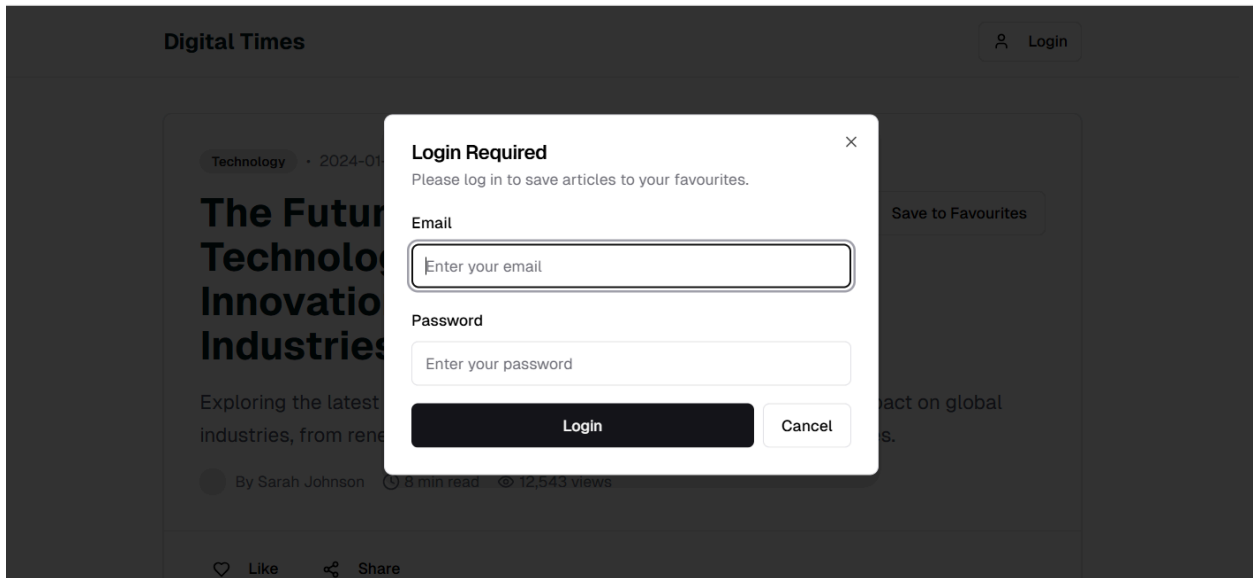 Digital Times
Login
Technology • 2024-01-
Save to Favourites
The Futur
Technolog
Innovatio
Industries
Exploring the latest
pact on global
industries, from rene
s.
By Sarah Johnson 8 min read 12,543 views
Like Share
Login Required
Please log in to save articles to your favourites.
Email
Enter your email
Password
Enter your password
Login Cancel